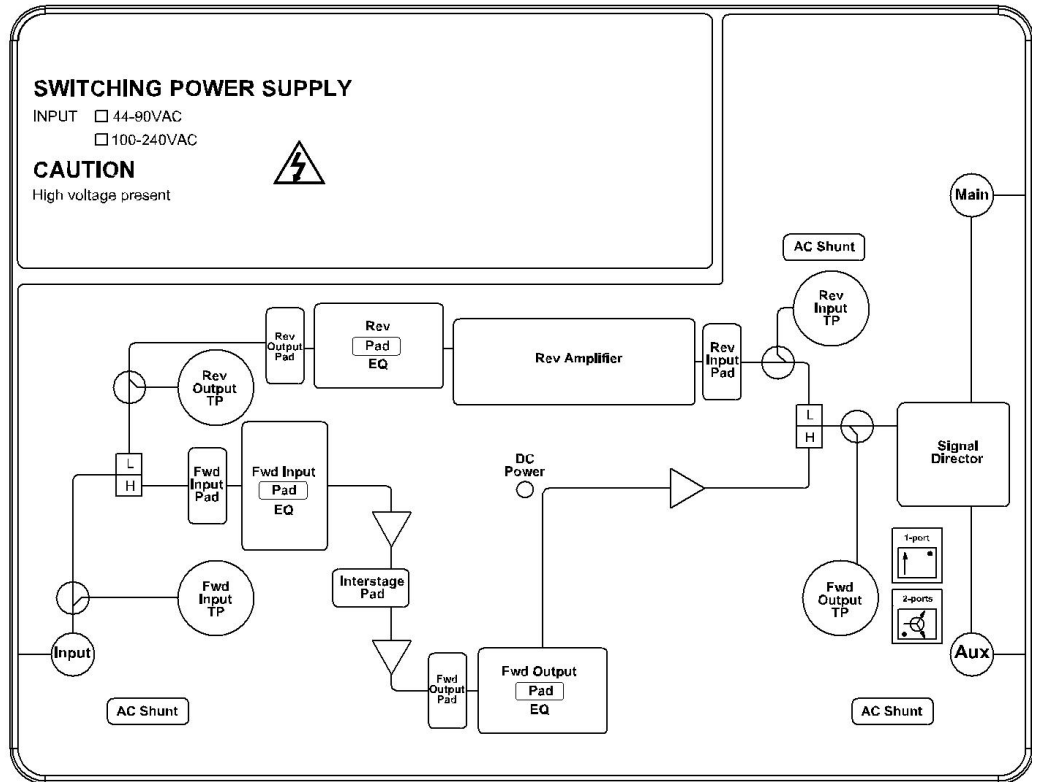 SWITCHING POWER SUPPLY
INPUT 44-90VAC
100-240VAC
CAUTION
High voltage present
Main
AC Shunt
Rev
Input
TP
Rev
Output
Pad
Rev
Pad
EQ
Rev Amplifier
Rev
Input
Pad
Rev
Output
TP
L
H
Signal
Director
L
H
Fwd
Input
Pad
Fwd Input
Pad
EQ
DC
Power
1-port
Interstage
Pad
Fwd
Input
TP
Fwd
Output
TP
2-ports
Input
Aux
Fwd
Output
Pad
Fwd Output
Pad
EQ
AC Shunt
AC Shunt